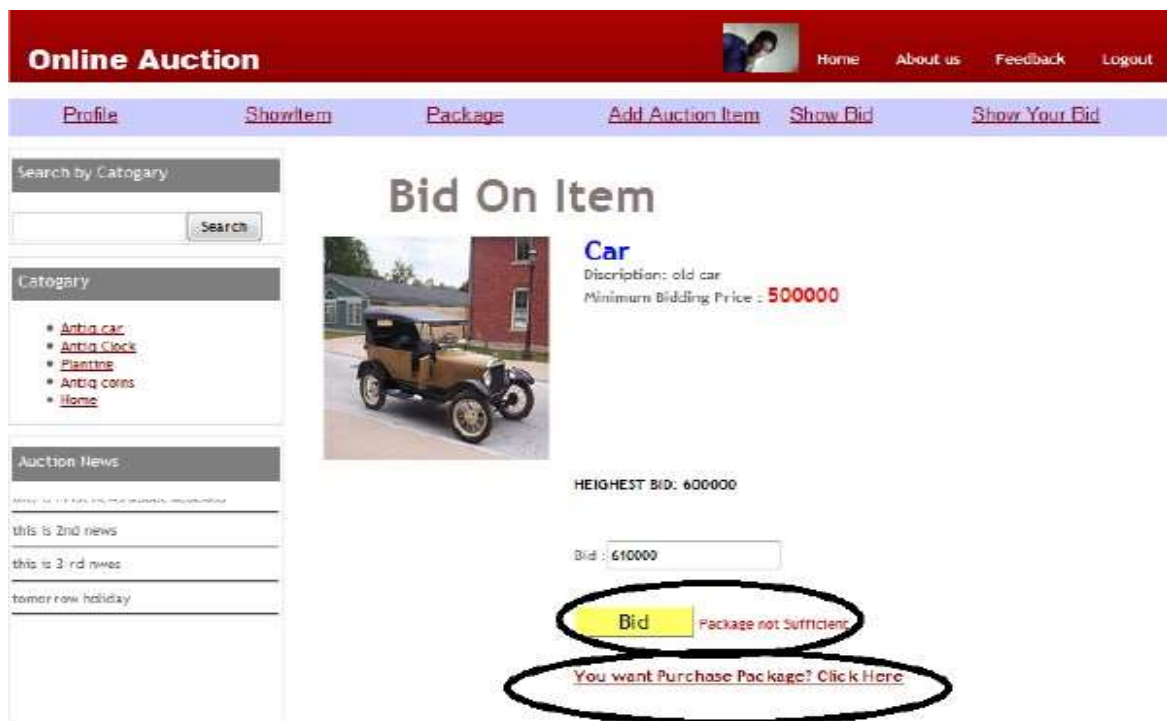 Online Auction
Home About us Feedback Logout
Profile ShowItem Package Add Auction Item Show Bid Show Your Bid
Search by Catogary
Search
Catogary
Antiq car
Antiq Clock
Plantine
Antiq coins
Home
Auction News
this is 2nd news
this is 3 rd nwes
tomorrow holiday
Bid On Item
Car
Discription: old car
Minimum Bidding Price : 500000
HEIGHEST BID: 600000
Bid : 610000
Bid Package not Sufficient
You want Purchase Package? Click Here